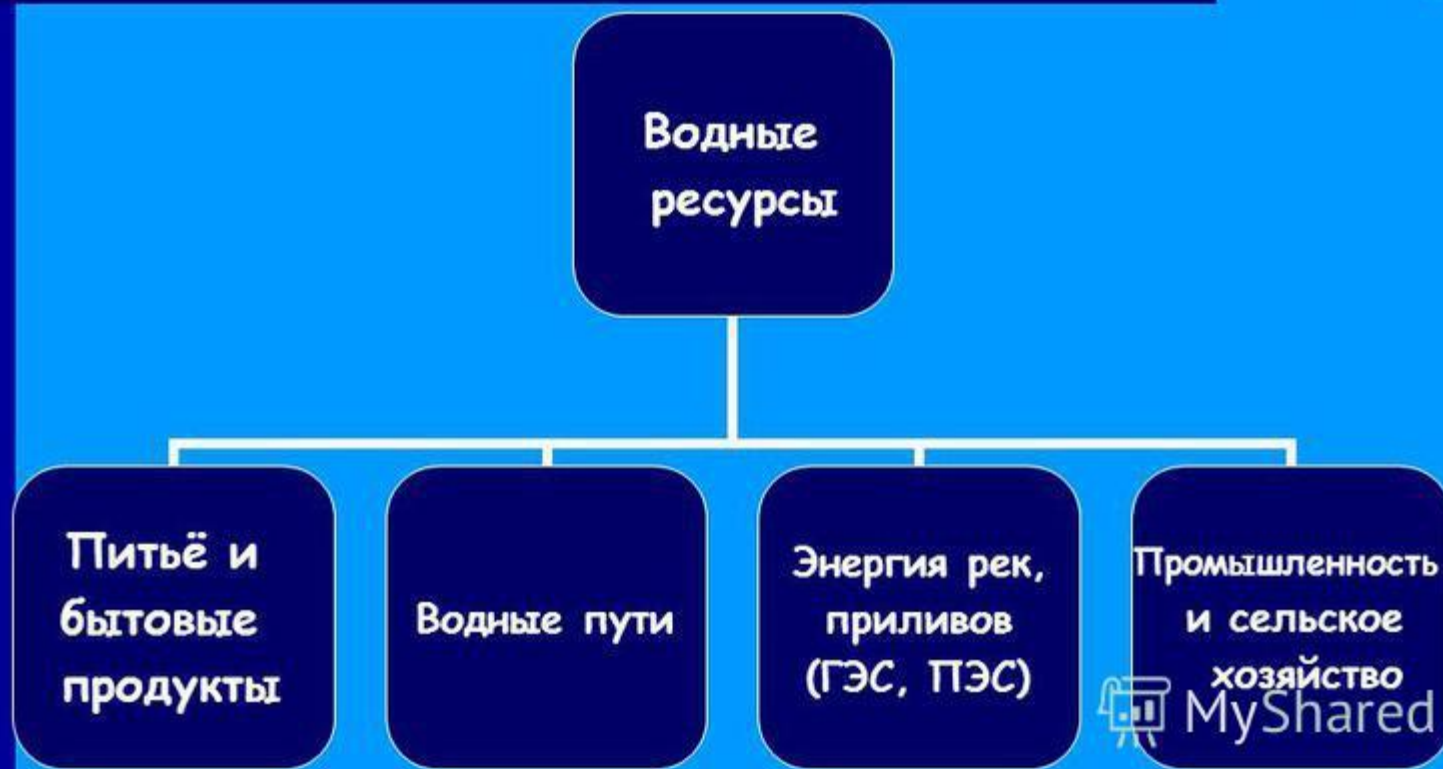 Водные
ресурсы
Питьё и
бытовые
продукты
Водные пути
Энергия рек,
приливов
(ГЭС, ПЭС)
Промышленность
и сельское
хозяйство
MyShared